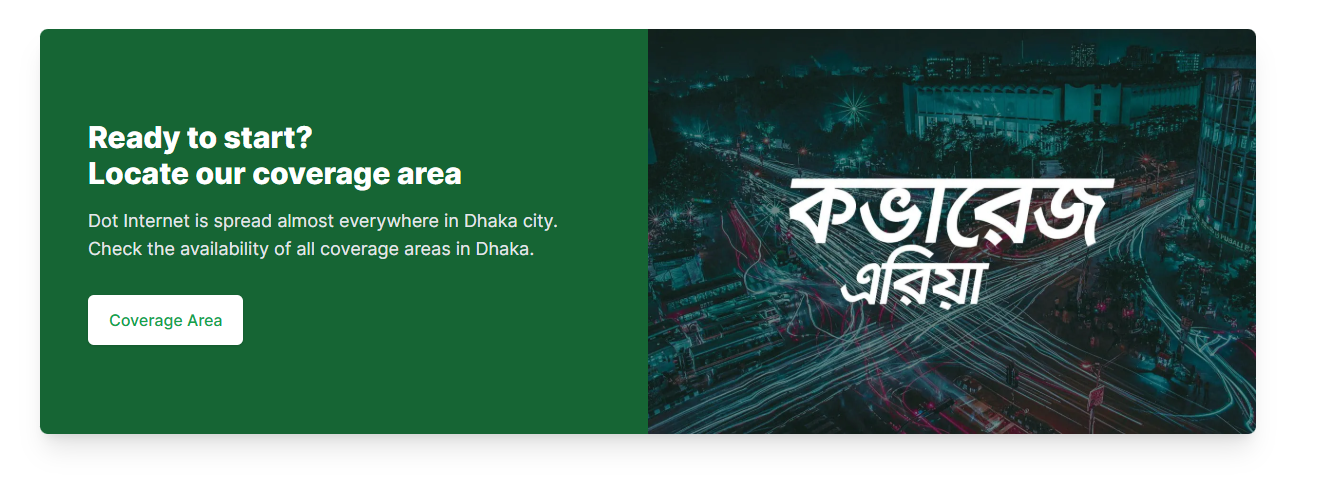 Ready to start?
Locate our coverage area
Dot Internet is spread almost everywhere in Dhaka city.
Check the availability of all coverage areas in Dhaka.
Coverage Area
কভারেজ
এরিয়া